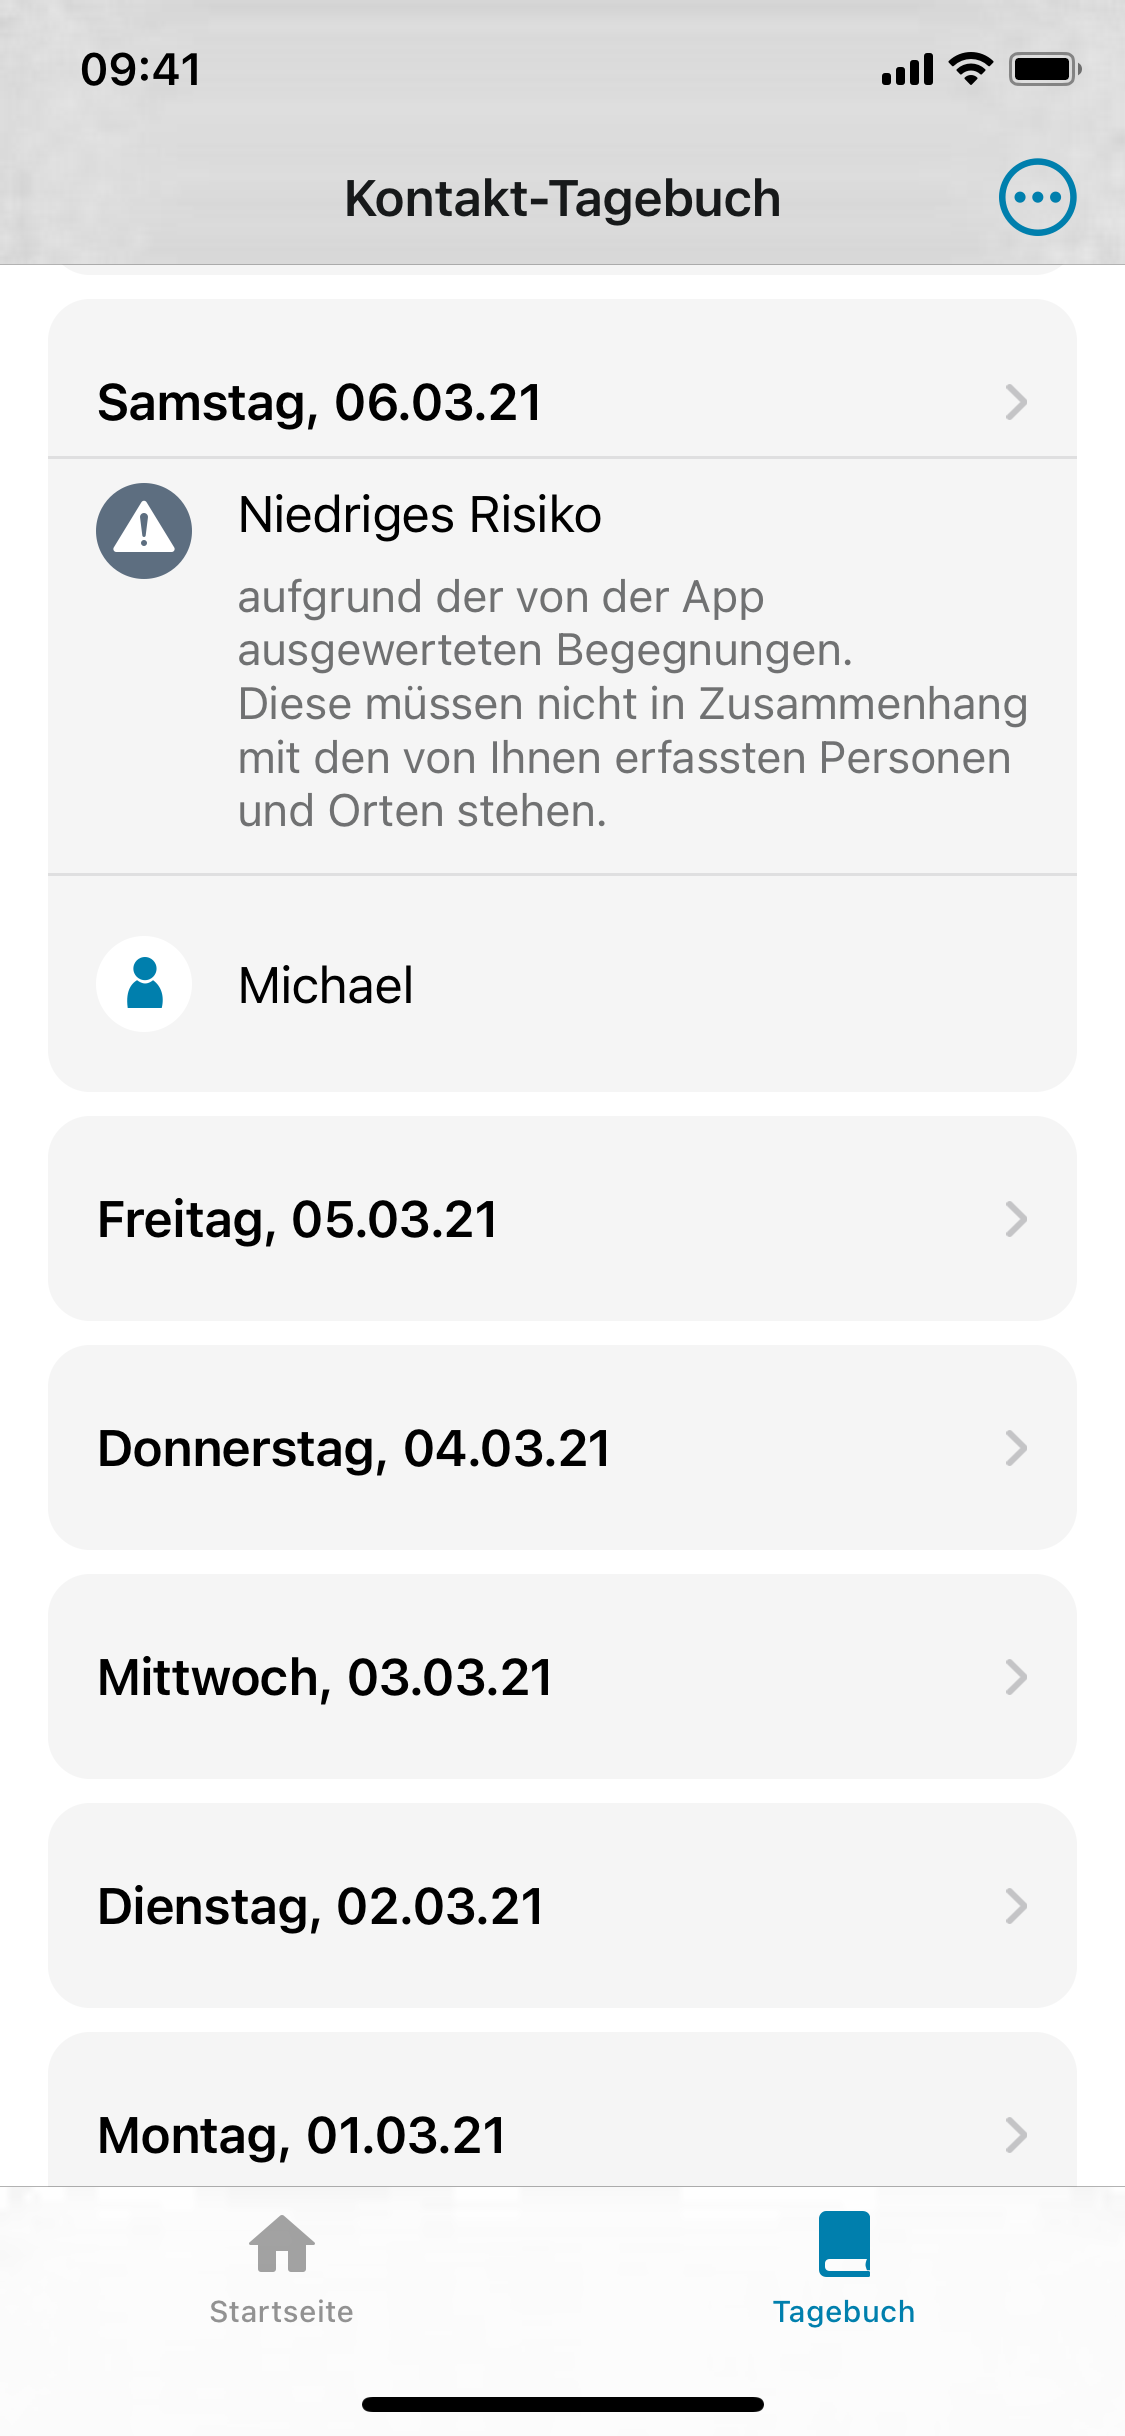 09:41
Kontakt-Tagebuch
Samstag, 06.03.21
Niedriges Risiko
aufgrund der von der App
ausgewerteten Begegnungen.
Diese müssen nicht in Zusammenhang
mit den von Ihnen erfassten Personen
und Orten stehen.
Michael
Freitag, 05.03.21
Donnerstag, 04.03.21
Mittwoch, 03.03.21
Dienstag, 02.03.21
Montag, 01.03.21
Startseite
Tagebuch